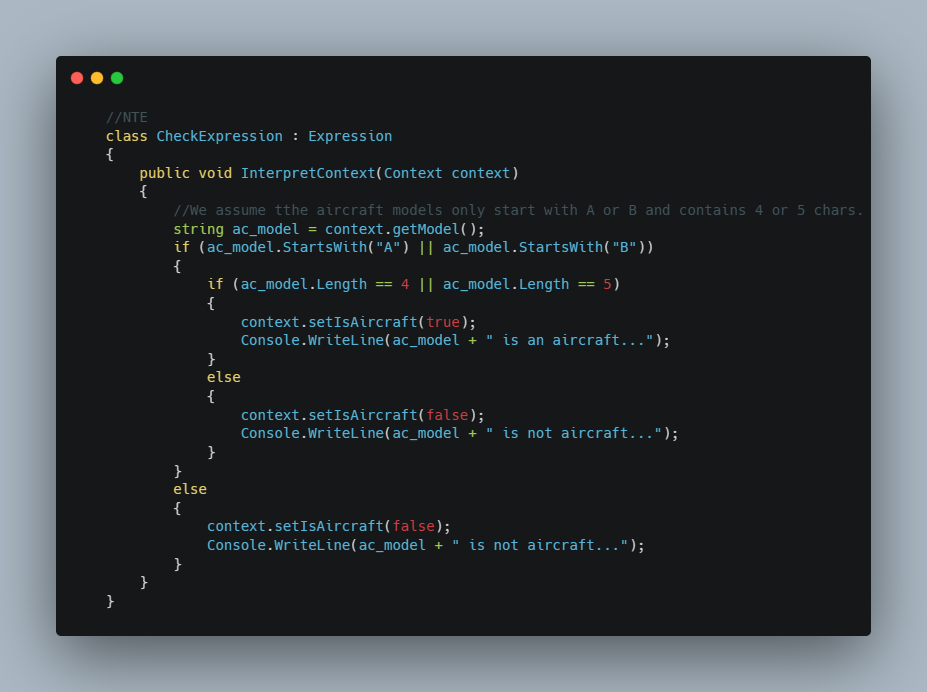 //NTE
class CheckExpression : Expression
{
    public void InterpretContext(Context context)
    {
        //We assume tthe aircraft models only start with A or B and contains 4 or 5 chars.
        string ac_model = context.getModel();
        if (ac_model.StartsWith("A") || ac_model.StartsWith("B"))
        {
            if (ac_model.Length == 4 || ac_model.Length == 5)
            {
                context.setIsAircraft(true);
                Console.WriteLine(ac_model + " is an aircraft...");
            }
            else
            {
                context.setIsAircraft(false);
                Console.WriteLine(ac_model + " is not aircraft...");
            }
        }
        else
        {
            context.setIsAircraft(false);
            Console.WriteLine(ac_model + " is not aircraft...");
        }
    }
}